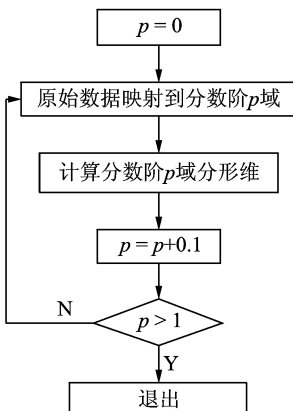 p = 0
原始数据映射到分数阶p域
计算分数阶p域分形维
p = p+0.1
N
p > 1
Y
退出